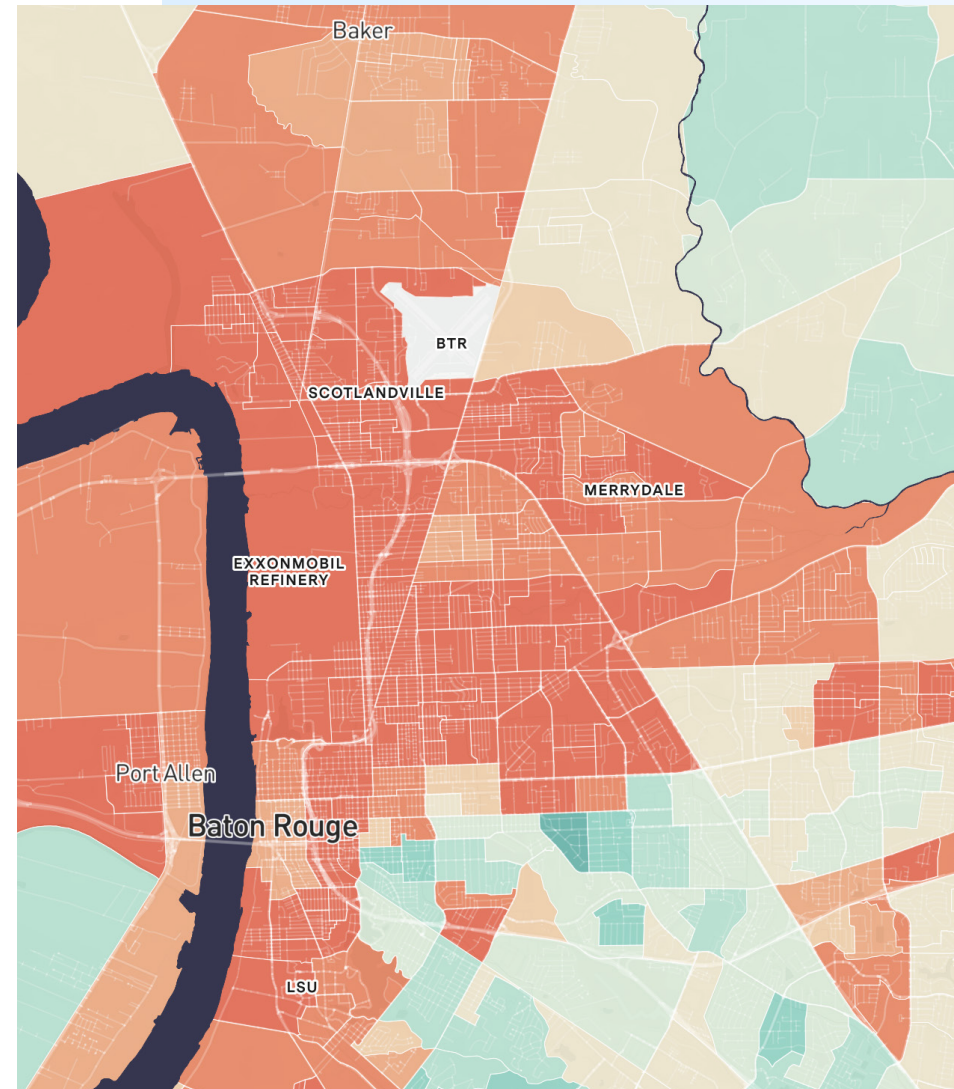 Baker
BTR
SCOTLANDVILLE
MERRYDALE
EXXONMOBIL
REFINERY
Port Allen
Baton Rouge
LSU